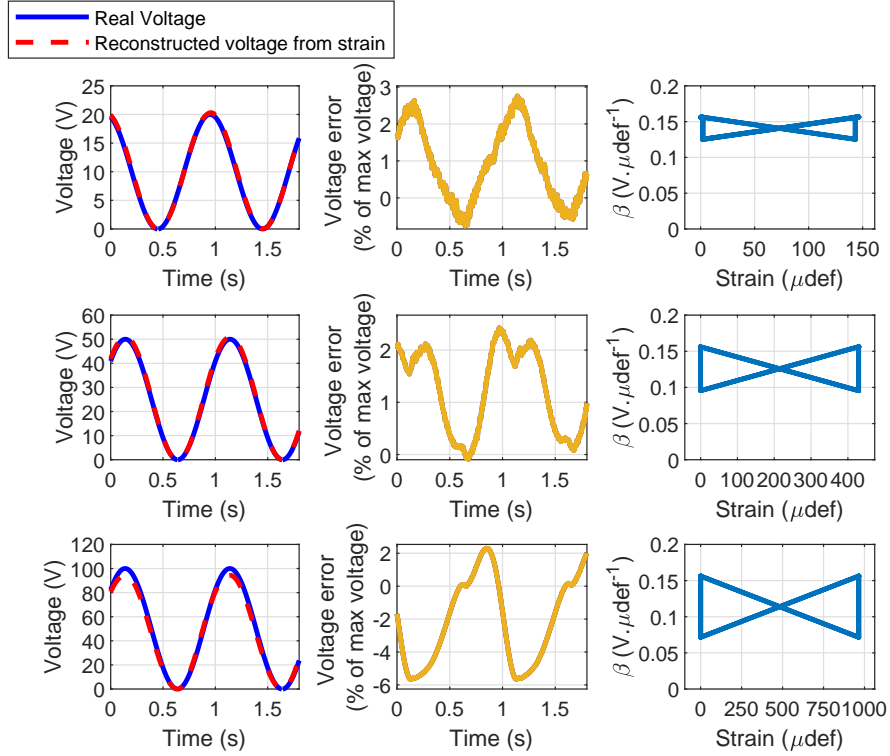 Real Voltage
Reconstructed voltage from strain
25
20
15
10
5
0
0 0.5 1 1.5
Voltage (V)
Time (s)
3
2
1
0
0 0.5 1 1.5
Voltage error
(% of max voltage)
Time (s)
0.2
0.15
0.1
0.05
0
0 50 100 150
β (V.μdef⁻¹)
Strain (μdef)
60
50
40
30
20
10
0
0 0.5 1 1.5
Voltage (V)
Time (s)
2
1
0
0 0.5 1 1.5
Voltage error
(% of max voltage)
Time (s)
0.2
0.15
0.1
0.05
0
0 100 200 300 400
β (V.μdef⁻¹)
Strain (μdef)
120
100
80
60
40
20
0
0 0.5 1 1.5
Voltage (V)
Time (s)
2
0
-2
-4
-6
0 0.5 1 1.5
Voltage error
(% of max voltage)
Time (s)
0.2
0.15
0.1
0.05
0
0 250 500 750 1000
β (V.μdef⁻¹)
Strain (μdef)